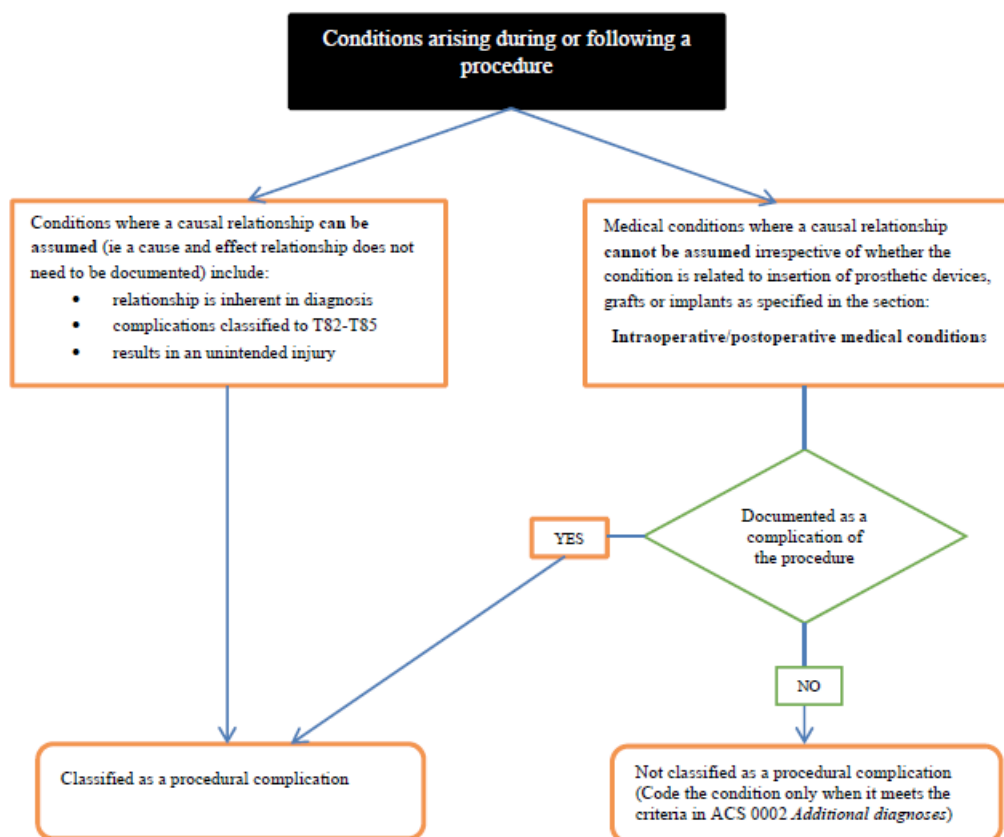 Conditions arising during or following a
procedure
Conditions where a causal relationship can be
assumed (ie a cause and effect relationship does not
need to be documented) include:
• relationship is inherent in diagnosis
• complications classified to T82-T85
• results in an unintended injury
Medical conditions where a causal relationship
cannot be assumed irrespective of whether the
condition is related to insertion of prosthetic devices,
grafts or implants as specified in the section:
Intraoperative/postoperative medical conditions
Documented as a
complication of
the procedure
YES
NO
Classified as a procedural complication
Not classified as a procedural complication
(Code the condition only when it meets the
criteria in ACS 0002 Additional diagnoses)